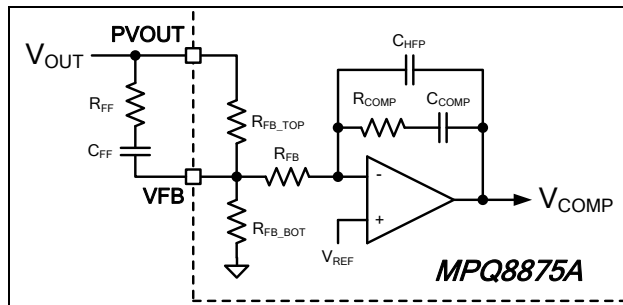 PVOUT
VOUT
CHFP
RFF
RCOMP
CCOMP
RFB_TOP
CFF
RFB
VFB
-
VCOMP
+
RFB_BOT
VREF
MPQ8875A